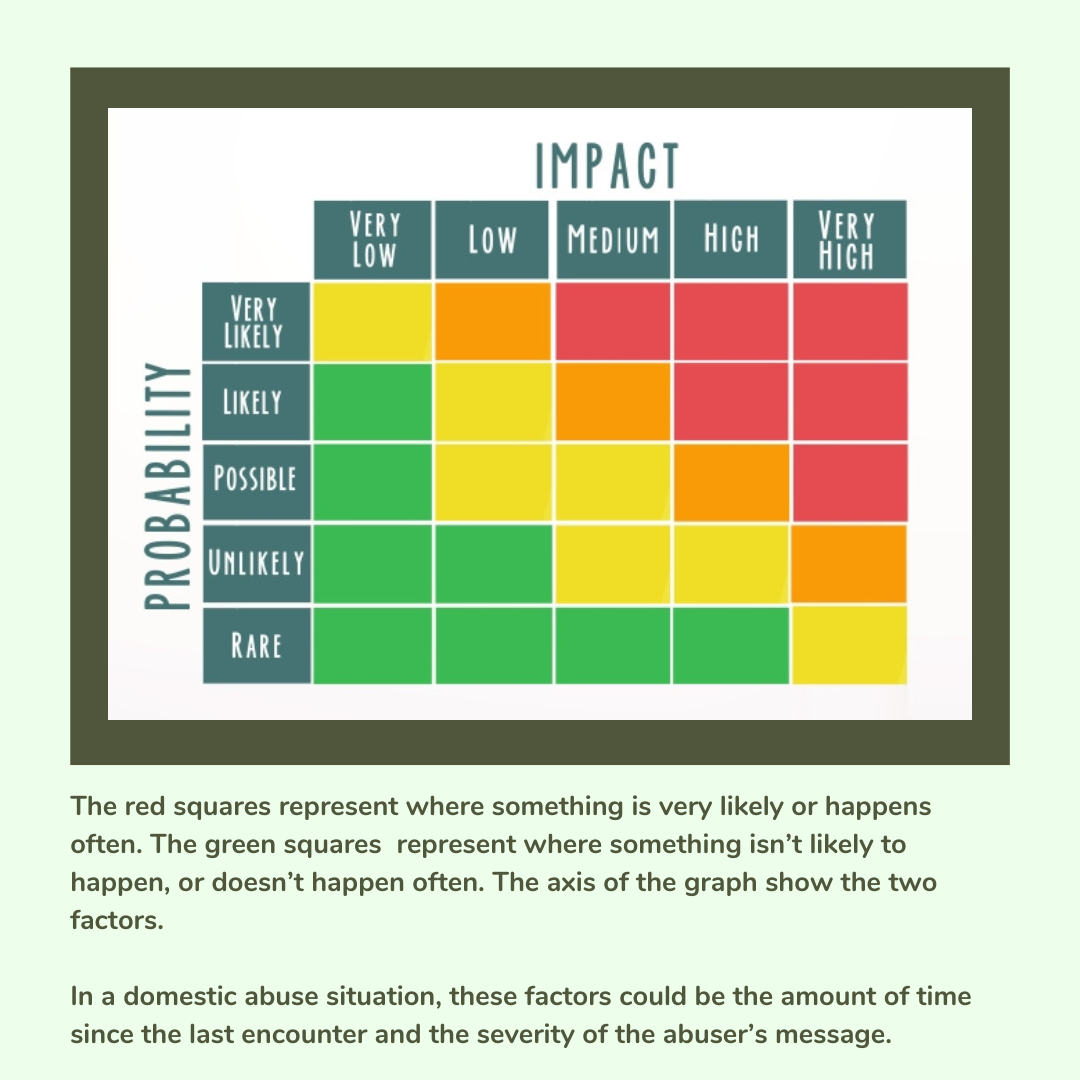 IMPACT
VERY
LOW
LOW
MEDIUM
HIGH
VERY
HIGH
PROBABILITY
VERY
LIKELY
LIKELY
POSSIBLE
UNLIKELY
RARE
The red squares represent where something is very likely or happens
often. The green squares  represent where something isn’t likely to
happen, or doesn’t happen often. The axis of the graph show the two
factors.
In a domestic abuse situation, these factors could be the amount of time
since the last encounter and the severity of the abuser’s message.